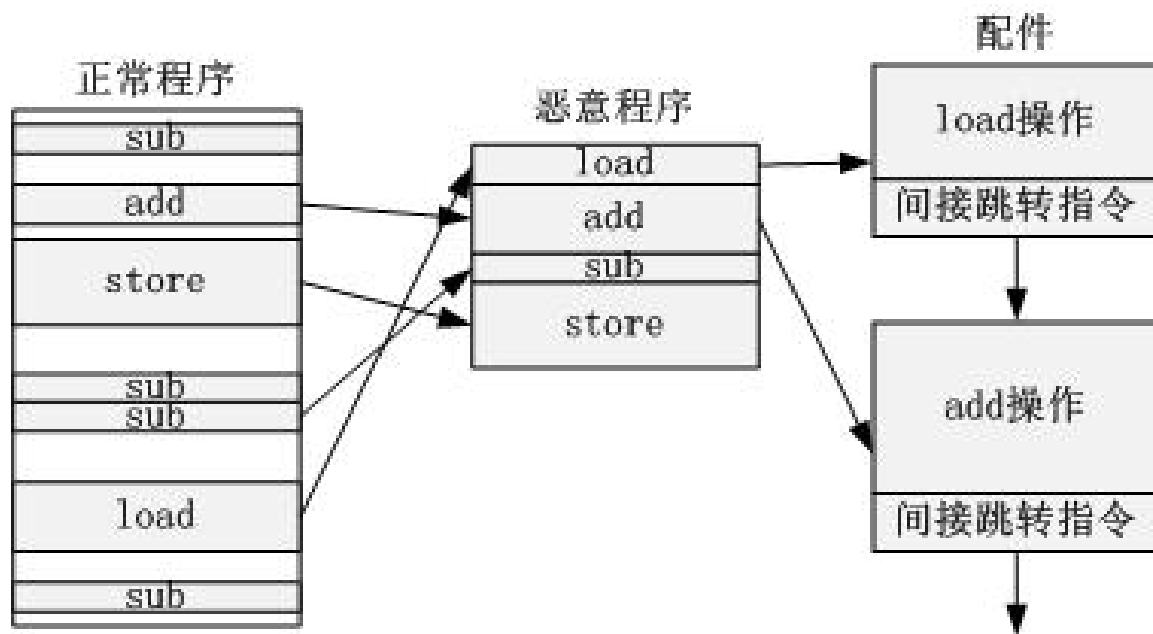 正常程序
sub
add
store
sub
sub
load
sub
恶意程序
load
add
sub
store
配件
load操作
间接跳转指令
add操作
间接跳转指令